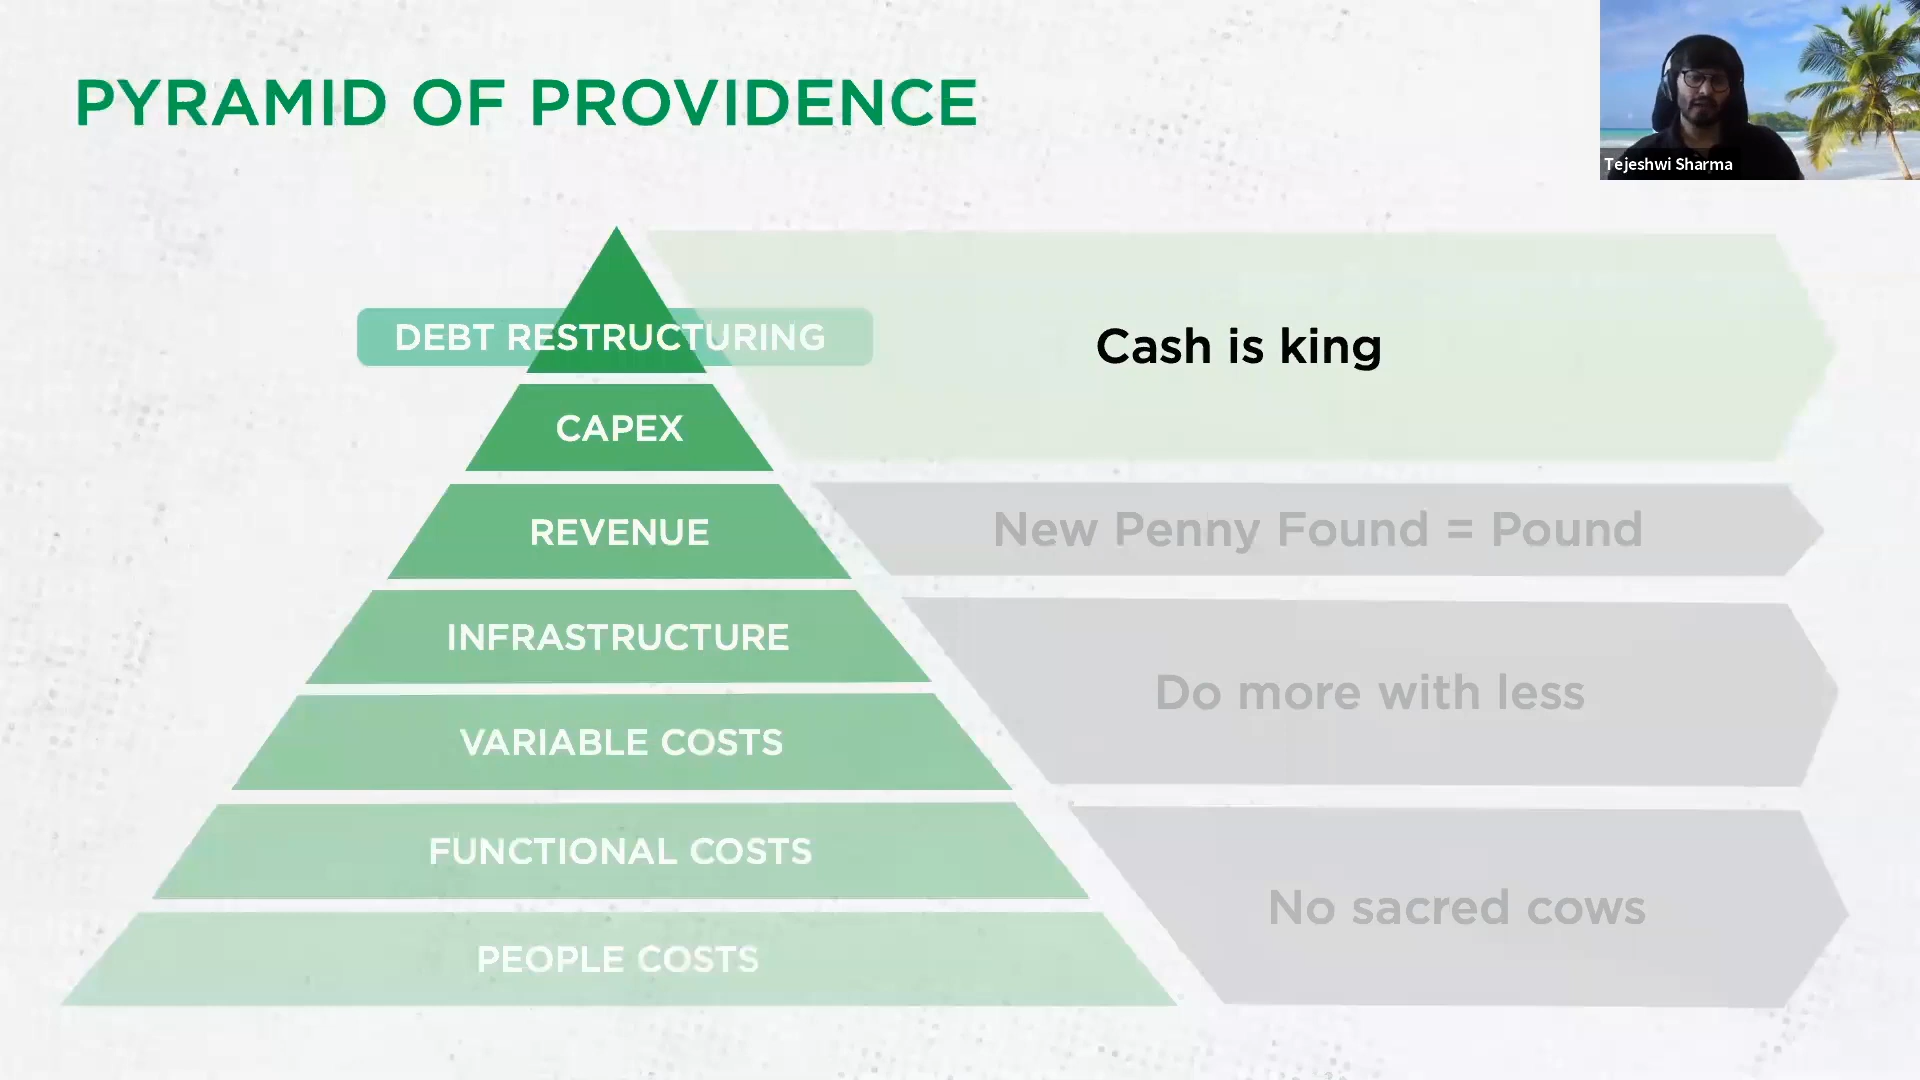 PYRAMID OF PROVIDENCE
Tejeshwi Sharma
DEBT RESTRUCTURING
Cash is king
CAPEX
REVENUE
New Penny Found = Pound
INFRASTRUCTURE
Do more with less
VARIABLE COSTS
FUNCTIONAL COSTS
No sacred cows
PEOPLE COSTS